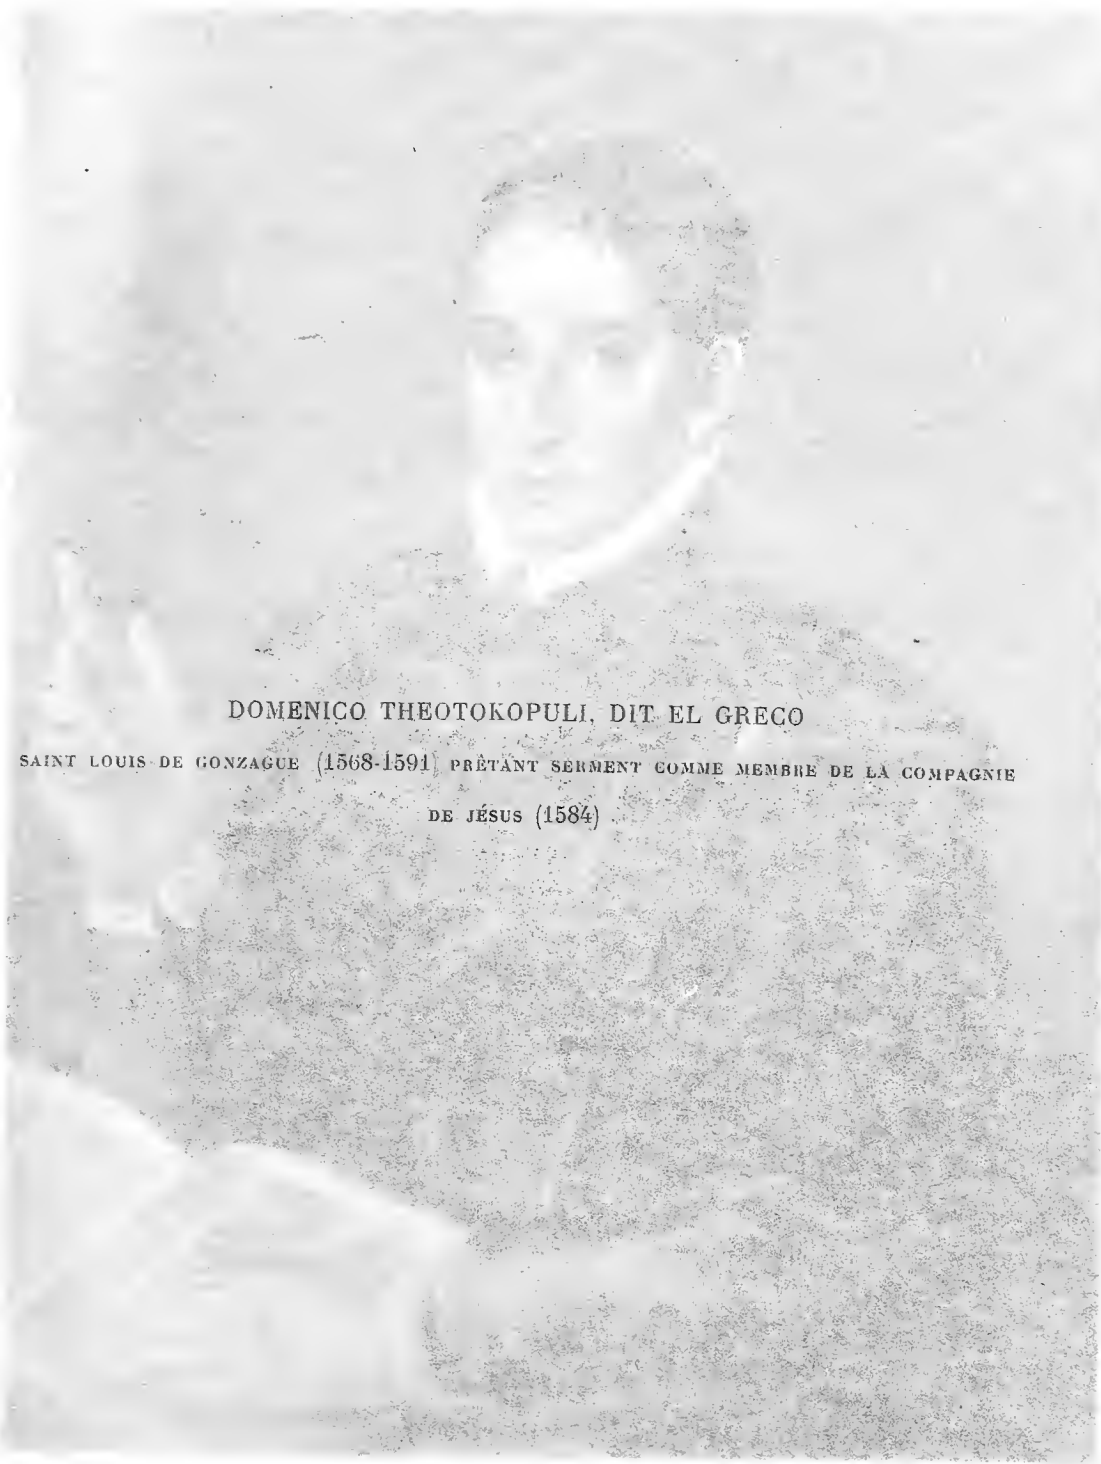 DOMENICO THEOTOKOPULI, DIT EL GRECO
SAINT LOUIS DE GONZAGUE (1568-1591) PRÊTANT SERMENT COMME MEMBRE DE LA COMPAGNIE
DE JÉSUS (1584)